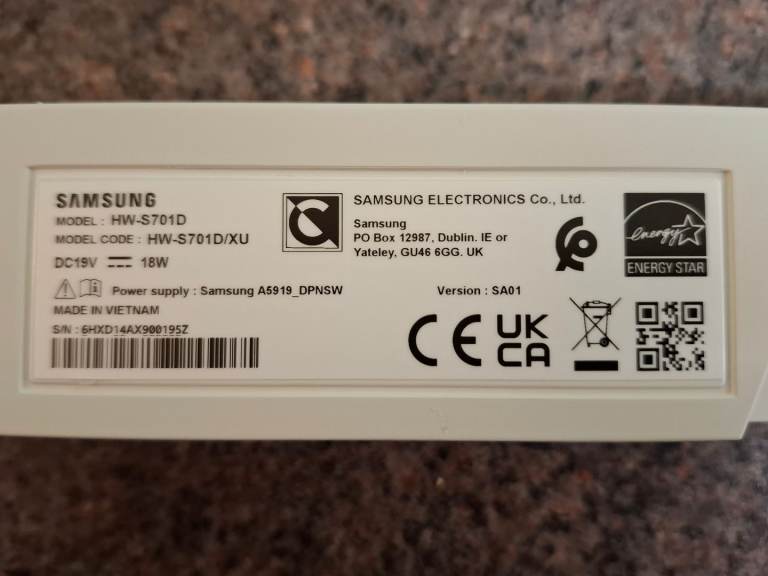 SAMSUNG
MODEL : HW-S701D
MODEL CODE : HW-S701D/XU
DC19V 18W
Power supply : Samsung A5919_DPNSW
MADE IN VIETNAM
S/N : 6HXD14AX900195Z
SAMSUNG ELECTRONICS Co., Ltd.
Samsung
PO Box 12987, Dublin. IE or
Yateley, GU46 6GG. UK
Version : SA01
CE
UK
CA
energy
ENERGY STAR